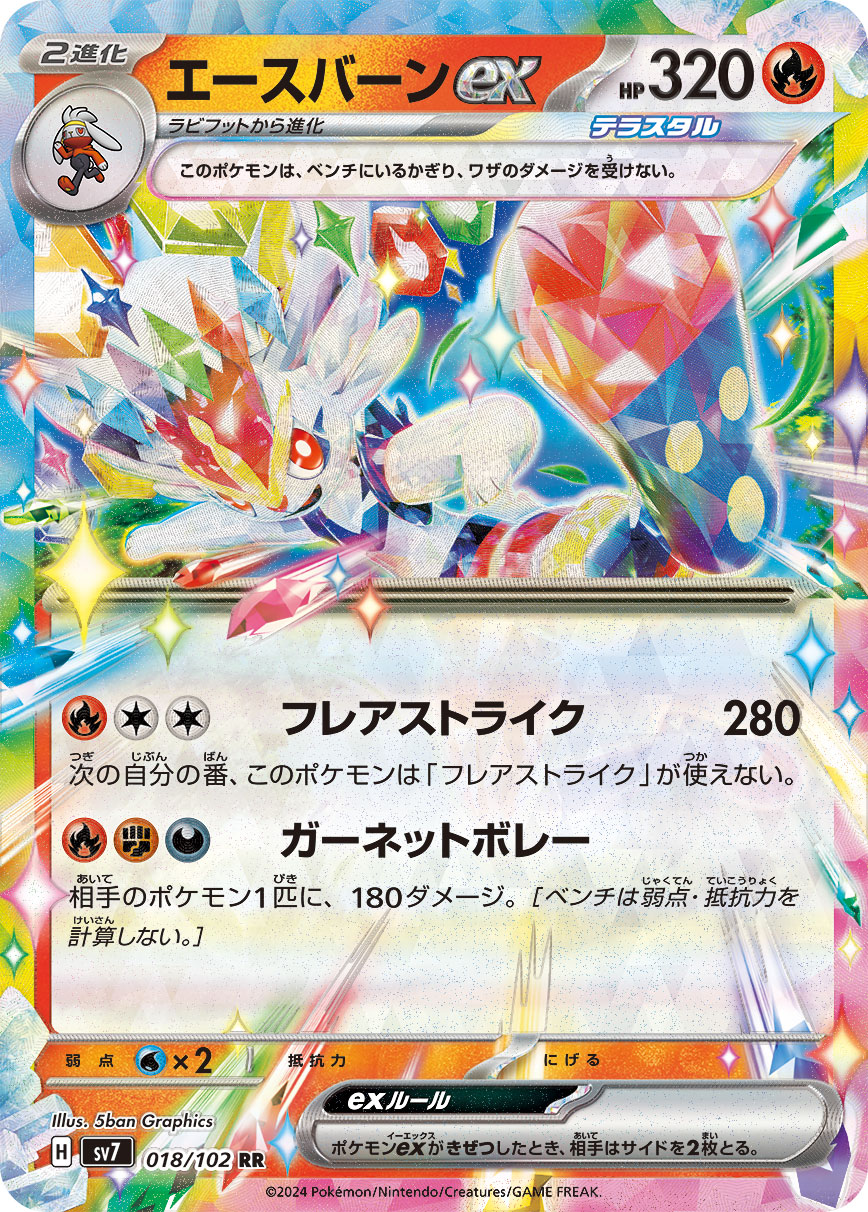 2進化
エースバーンex
HP320
ラビフットから進化
テラスタル
このポケモンは、ベンチにいるかぎり、ワザのダメージを受けない。
フレアストライク 280
次の自分の番、このポケモンは「フレアストライク」が使えない。
ガーネットボレー
相手のポケモン1匹に、180ダメージ。[ベンチは弱点・抵抗力を
計算しない。]
弱点 ×2 抵抗力 にげる
exルール
ポケモンexがきぜつしたとき、相手はサイドを2枚とる。
Illus. 5ban Graphics
H sv7 018/102 RR
©2024 Pokémon/Nintendo/Creatures/GAME FREAK.